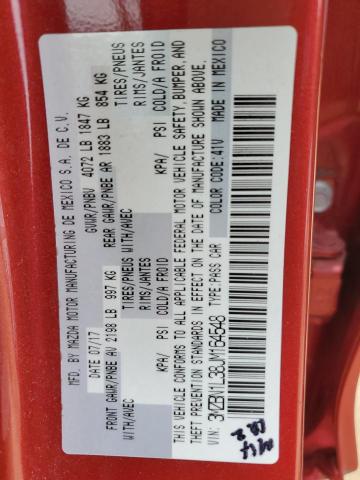 MFD. BY MAZDA MOTOR MANUFACTURING DE MEXICO S.A. DE C.V.
DATE: 07/17 GVWR/PNBV 4072 LB 1847 KG
FRONT GAWR/PNBE AV 2198 LB 997 KG REAR GAWR/PNBE AR 1883 LB 854 KG
WITH/AVEC TIRES/PNEUS WITH/AVEC TIRES/PNEUS
RIMS/JANTES RIMS/JANTES
KPA/ PSI COLD/A FROID KPA/ PSI COLD/A FROID
THIS VEHICLE CONFORMS TO ALL APPLICABLE FEDERAL MOTOR VEHICLE SAFETY, BUMPER, AND
THEFT PREVENTION STANDARDS IN EFFECT ON THE DATE OF MANUFACTURE SHOWN ABOVE.
VIN: 3MZBN1L38JM164548 TYPE: PASS CAR COLOR CODE: 41V MADE IN MEXICO